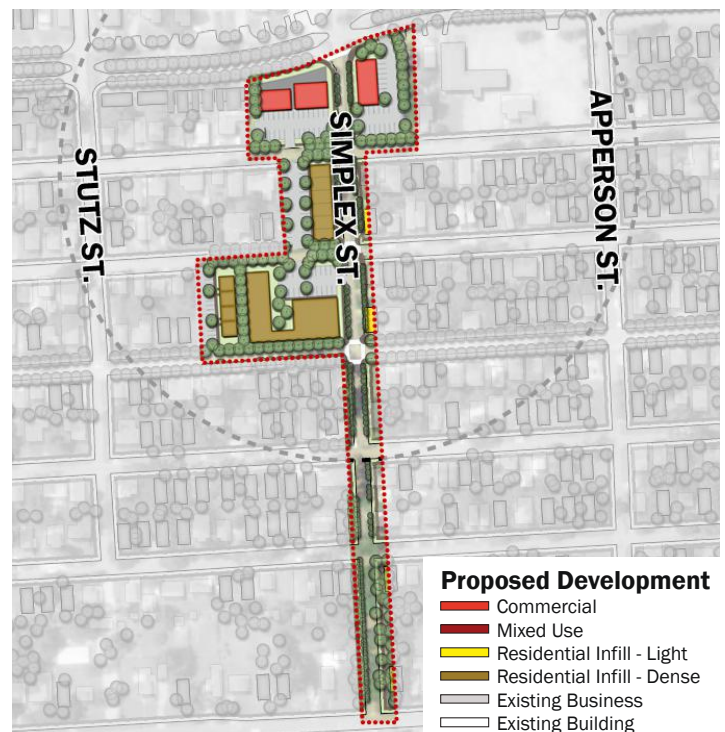 STUTZ ST.
SIMPLEX ST.
APPERSON ST.
Proposed Development
Commercial
Mixed Use
Residential Infill - Light
Residential Infill - Dense
Existing Business
Existing Building